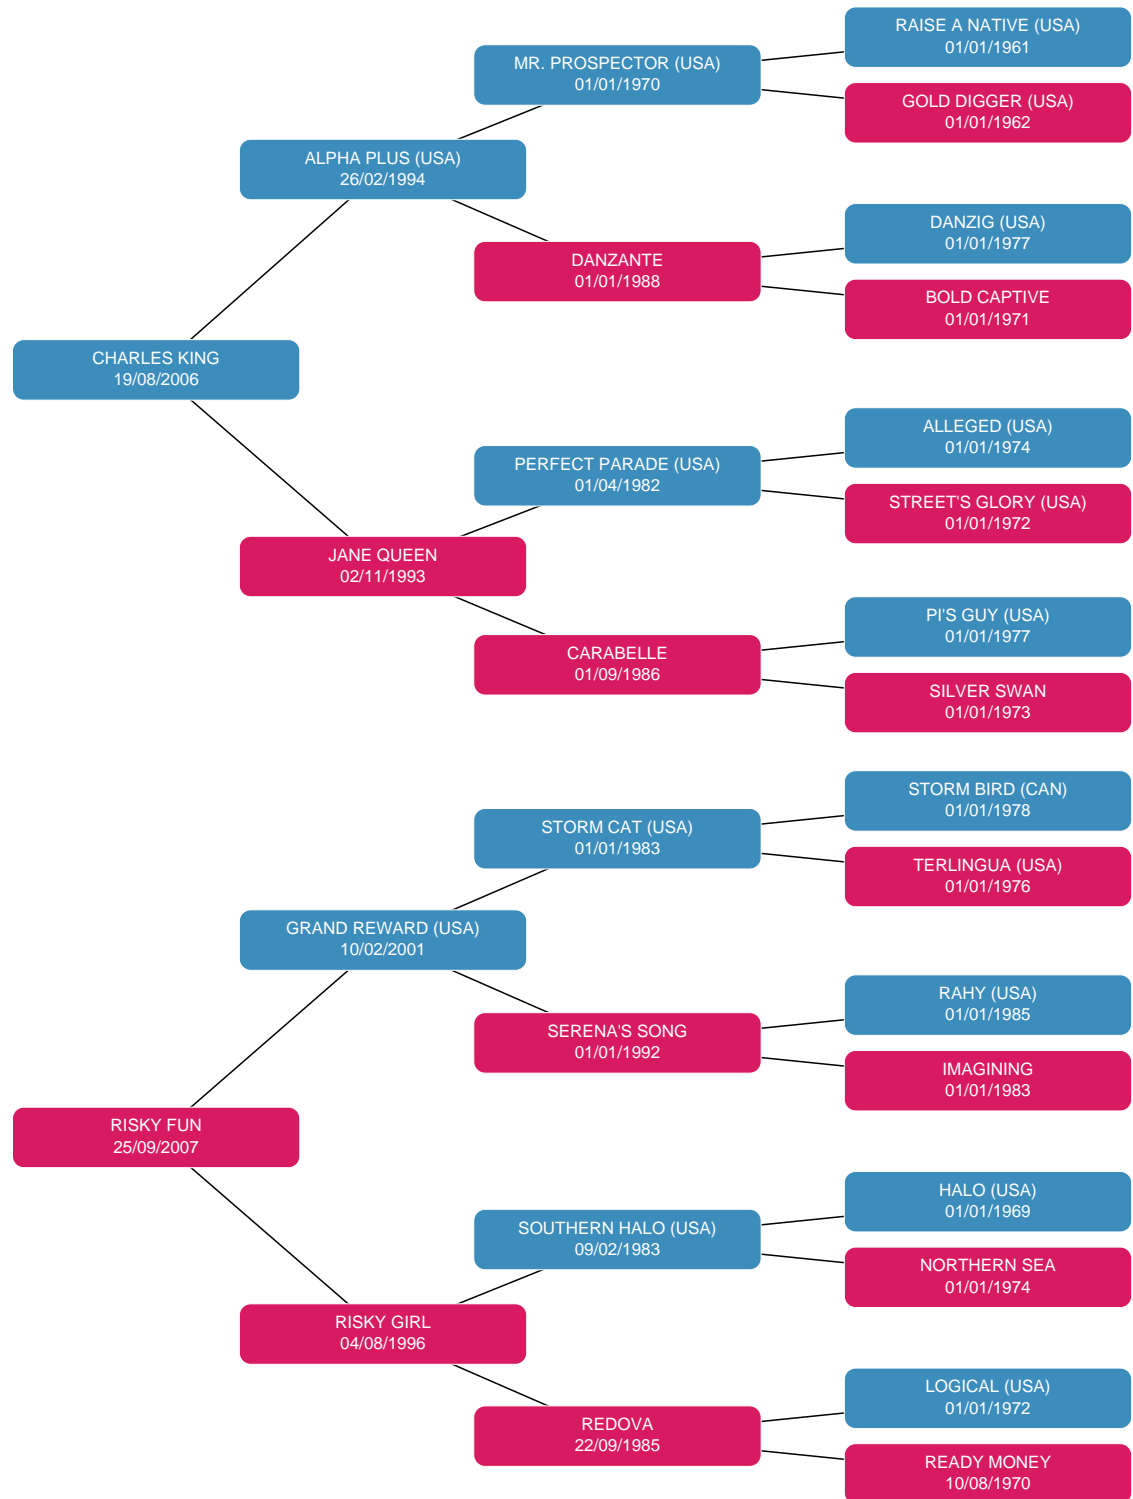 RAISE A NATIVE (USA)
01/01/1961
MR. PROSPECTOR (USA)
01/01/1970
GOLD DIGGER (USA)
01/01/1962
ALPHA PLUS (USA)
26/02/1994
DANZIG (USA)
01/01/1977
DANZANTE
01/01/1988
BOLD CAPTIVE
01/01/1971
CHARLES KING
19/08/2006
ALLEGED (USA)
01/01/1974
PERFECT PARADE (USA)
01/04/1982
STREET'S GLORY (USA)
01/01/1972
JANE QUEEN
02/11/1993
PI'S GUY (USA)
01/01/1977
CARABELLE
01/09/1986
SILVER SWAN
01/01/1973
STORM BIRD (CAN)
01/01/1978
STORM CAT (USA)
01/01/1983
TERLINGUA (USA)
01/01/1976
GRAND REWARD (USA)
10/02/2001
RAHY (USA)
01/01/1985
SERENA'S SONG
01/01/1992
IMAGINING
01/01/1983
RISKY FUN
25/09/2007
HALO (USA)
01/01/1969
SOUTHERN HALO (USA)
09/02/1983
NORTHERN SEA
01/01/1974
RISKY GIRL
04/08/1996
LOGICAL (USA)
01/01/1972
REDOVA
22/09/1985
READY MONEY
10/08/1970